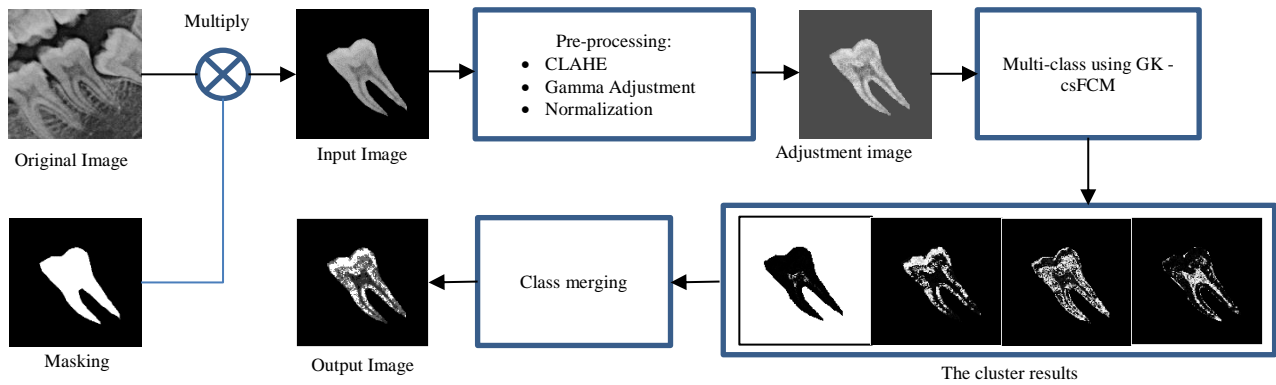 Multiply
Original Image
Input Image
Pre-processing:
• CLAHE
• Gamma Adjustment
• Normalization
Adjustment image
Multi-class using GK -
csFCM
Masking
Output Image
Class merging
The cluster results